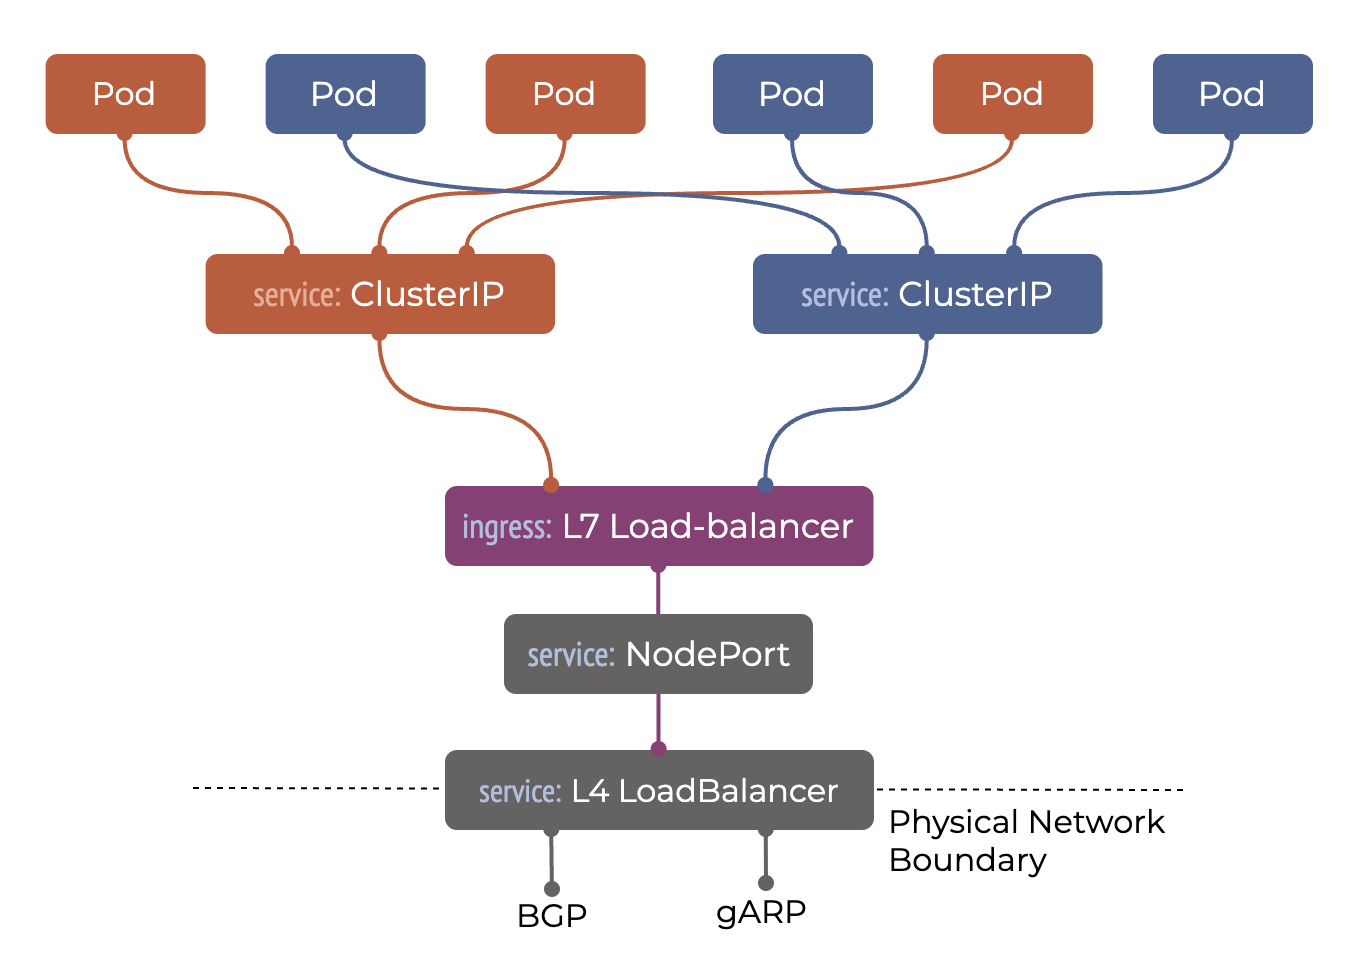 Pod
Pod
Pod
Pod
Pod
Pod
service: ClusterIP
service: ClusterIP
ingress: L7 Load-balancer
service: NodePort
service: L4 LoadBalancer
Physical Network
Boundary
BGP
gARP